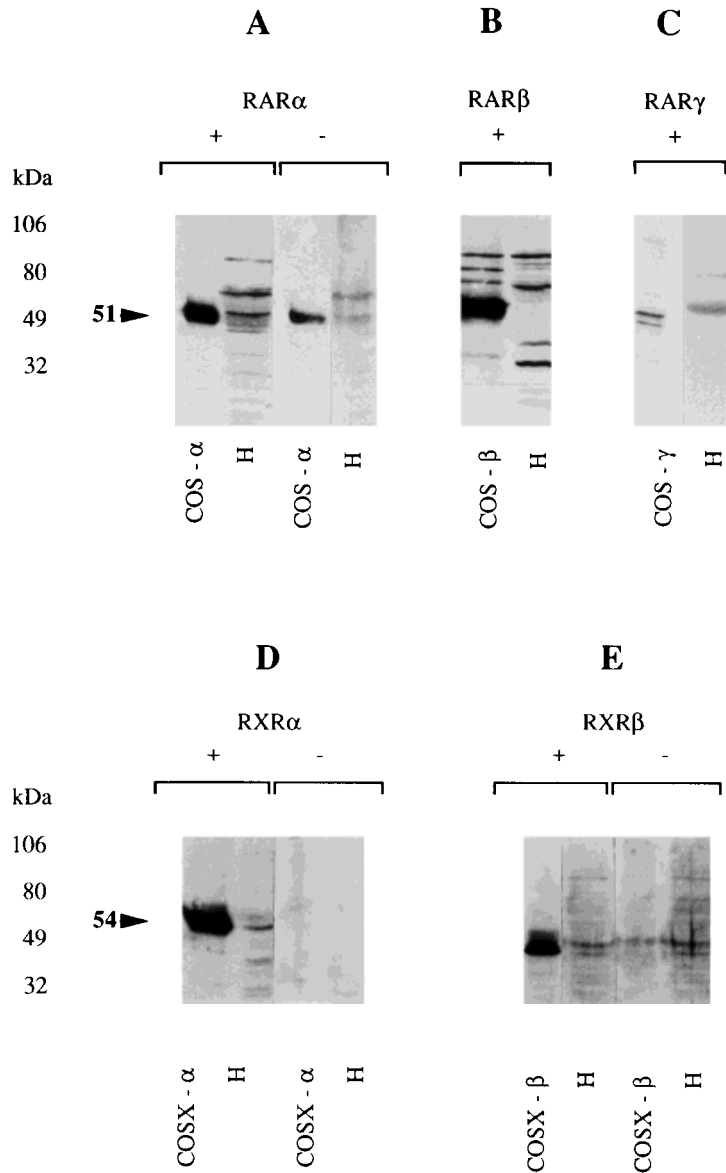 A B C
RARα RARβ RARγ
+ - + +
kDa
106
80
51
49
32
COS - α H COS - α H COS - β H COS - γ H
D E
RXRα RXRβ
+ - + -
kDa
106
80
54
49
32
COSX - α H COSX - α H COSX - β H COSX - β H